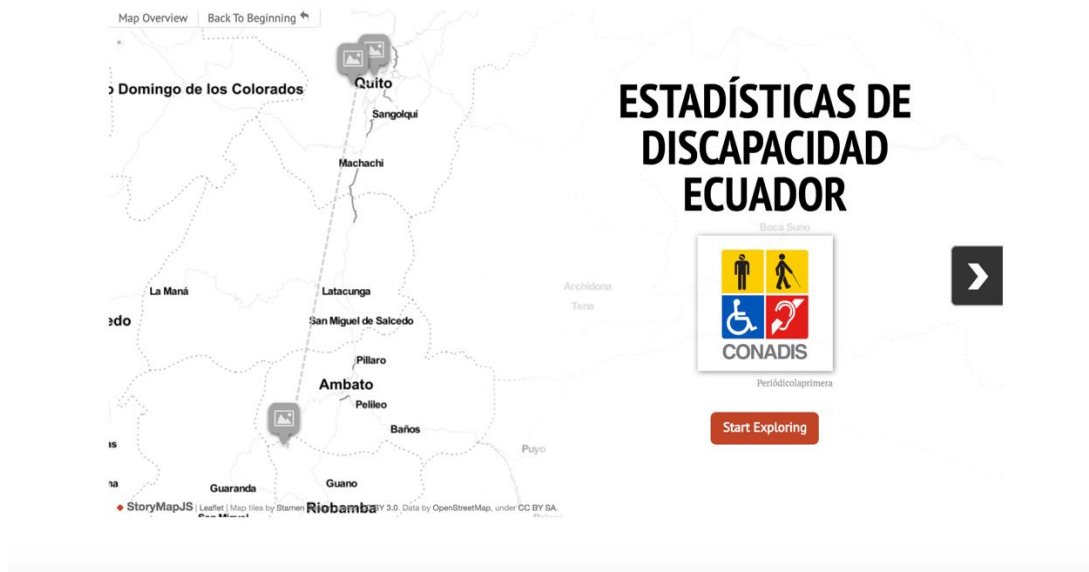 Map Overview
Back To Beginning
Domingo de los Colorados
Quito
Sangolquí
Machachi
La Maná
Latacunga
San Miguel de Salcedo
edo
Píllaro
Ambato
Pelileo
Baños
Puyo
Guaranda
Guano
Riobamba
StoryMapJS | Leaflet | Map tiles by Stamen
BY 3.0. Data by OpenStreetMap, under CC BY SA.
ESTADÍSTICAS DE
DISCAPACIDAD
ECUADOR
Boca Suno
Archidona
Tena
CONADIS
Periódicolaprimera
Start Exploring